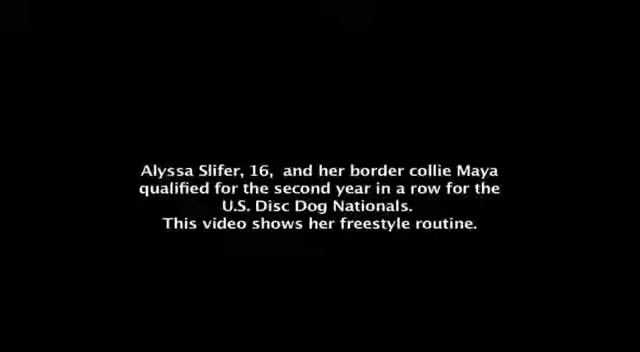 Alyssa Slifer, 16,  and her border collie Maya
qualified for the second year in a row for the
U.S. Disc Dog Nationals.
This video shows her freestyle routine.